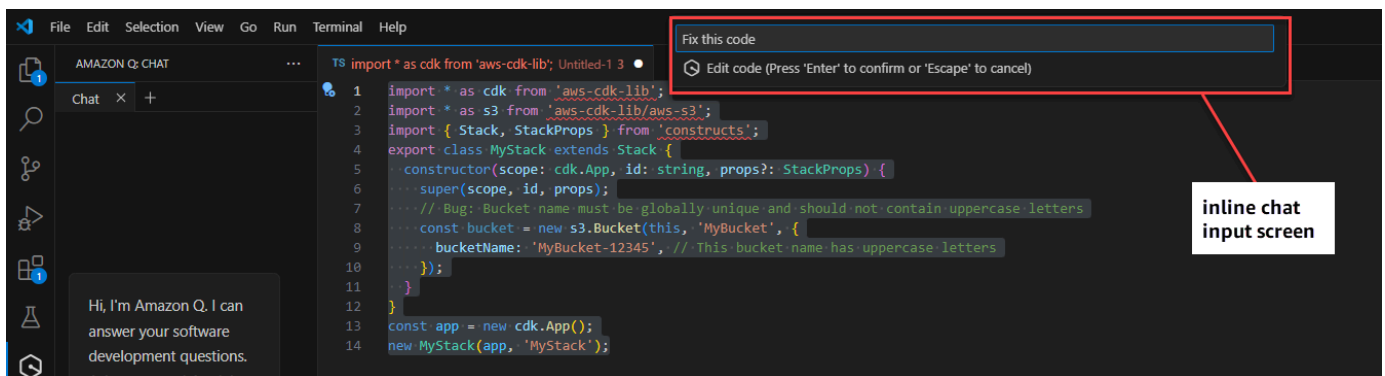 File Edit Selection View Go Run Terminal Help
Fix this code
Edit code (Press 'Enter' to confirm or 'Escape' to cancel)
AMAZON Q: CHAT ...
Chat × +
TS import * as cdk from 'aws-cdk-lib'; Untitled-1 3 ●
1 import * as cdk from 'aws-cdk-lib';
2 import * as s3 from 'aws-cdk-lib/aws-s3';
3 import { Stack, StackProps } from 'constructs';
4 export class MyStack extends Stack {
5   constructor(scope: cdk.App, id: string, props?: StackProps) {
6     super(scope, id, props);
7     // Bug: Bucket name must be globally unique and should not contain uppercase letters
8     const bucket = new s3.Bucket(this, 'MyBucket', {
9       bucketName: 'MyBucket-12345', // This bucket name has uppercase letters
10     });
11   }
12 }
13 const app = new cdk.App();
14 new MyStack(app, 'MyStack');
1
1
Hi, I'm Amazon Q. I can
answer your software
development questions.
inline chat
input screen